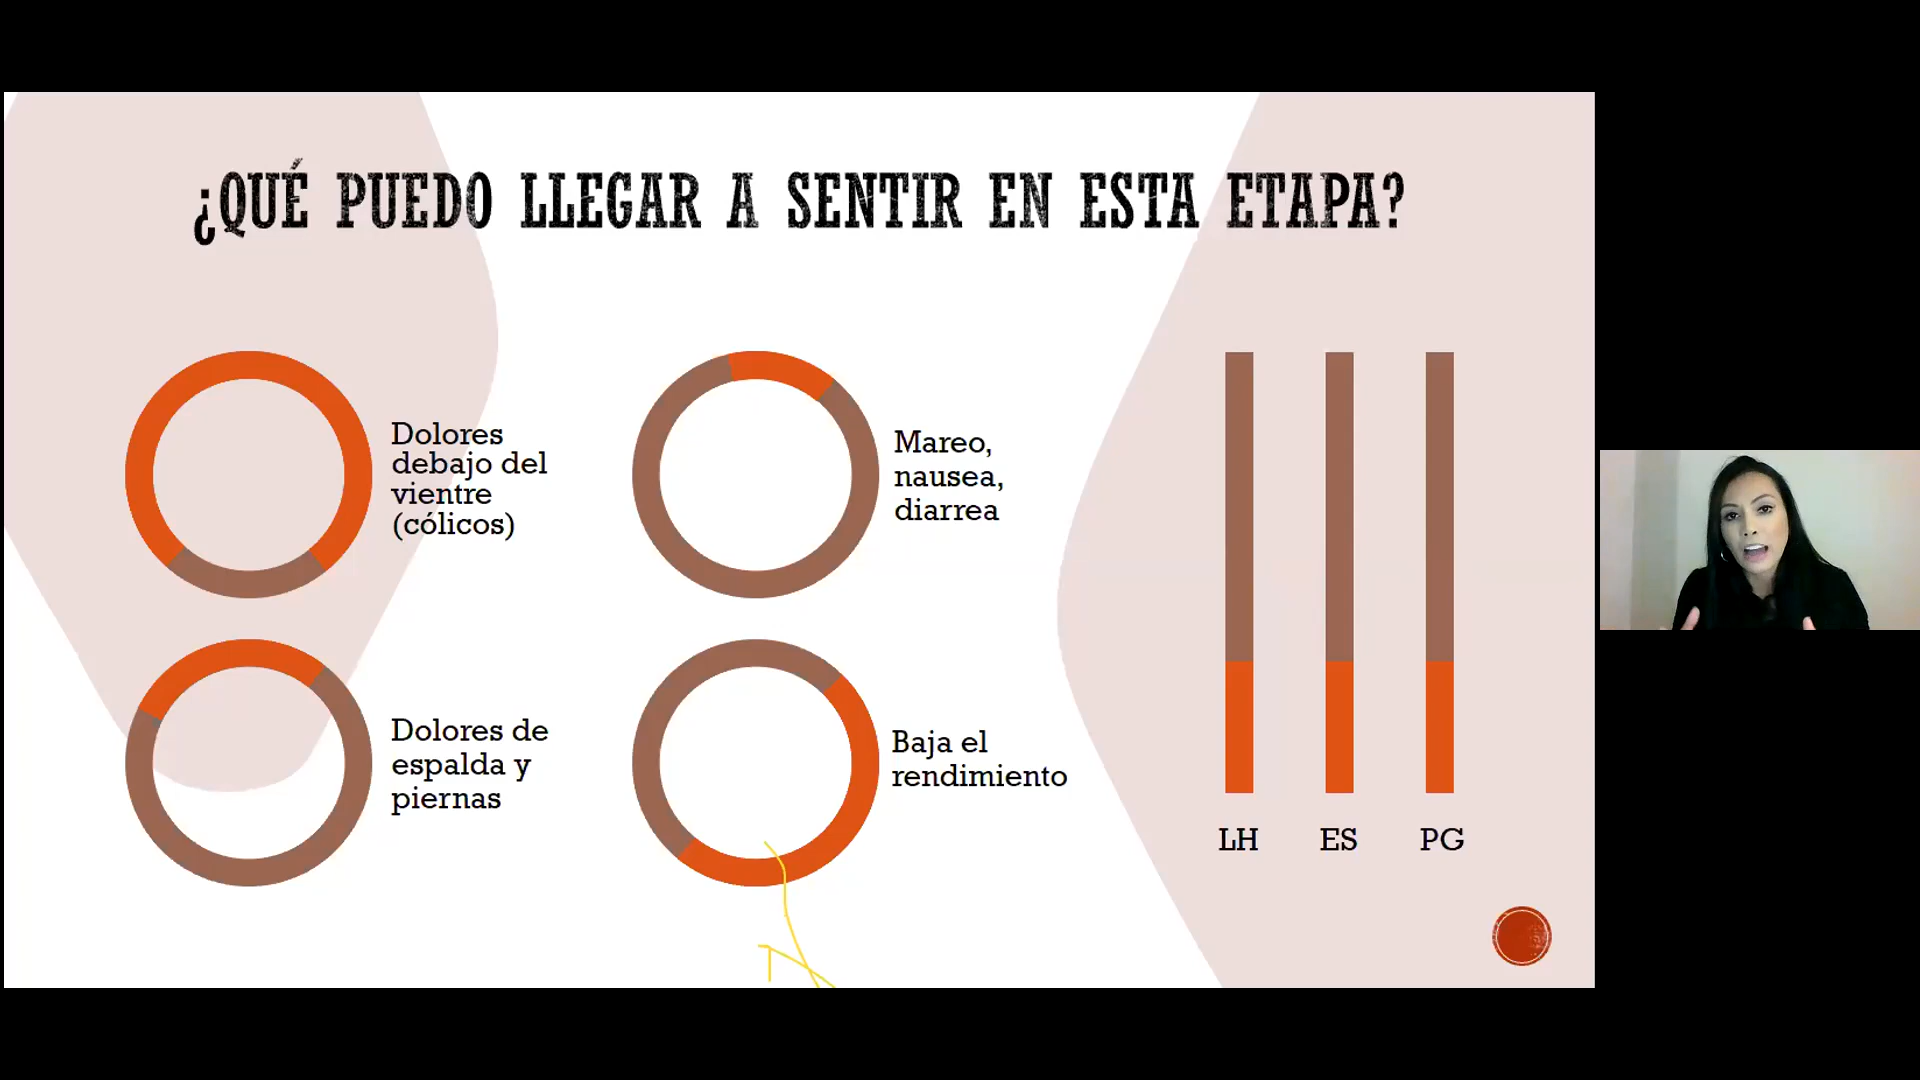 ¿QUÉ PUEDO LLEGAR A SENTIR EN ESTA ETAPA?
Dolores
debajo del
vientre
(cólicos)
Mareo,
nausea,
diarrea
Dolores de
espalda y
piernas
Baja el
rendimiento
LH ES PG